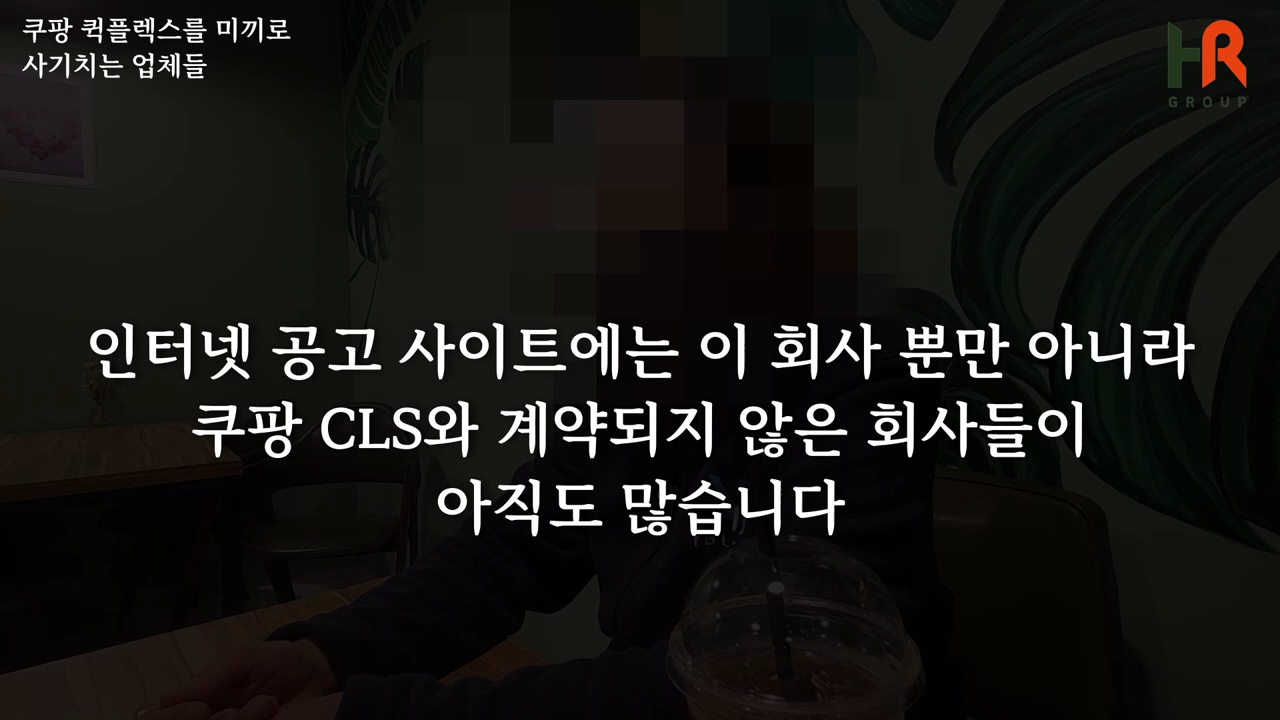 쿠팡 퀵플렉스를 미끼로
사기치는 업체들
HR
GROUP
인터넷 공고 사이트에는 이 회사 뿐만 아니라
쿠팡 CLS와 계약되지 않은 회사들이
아직도 많습니다